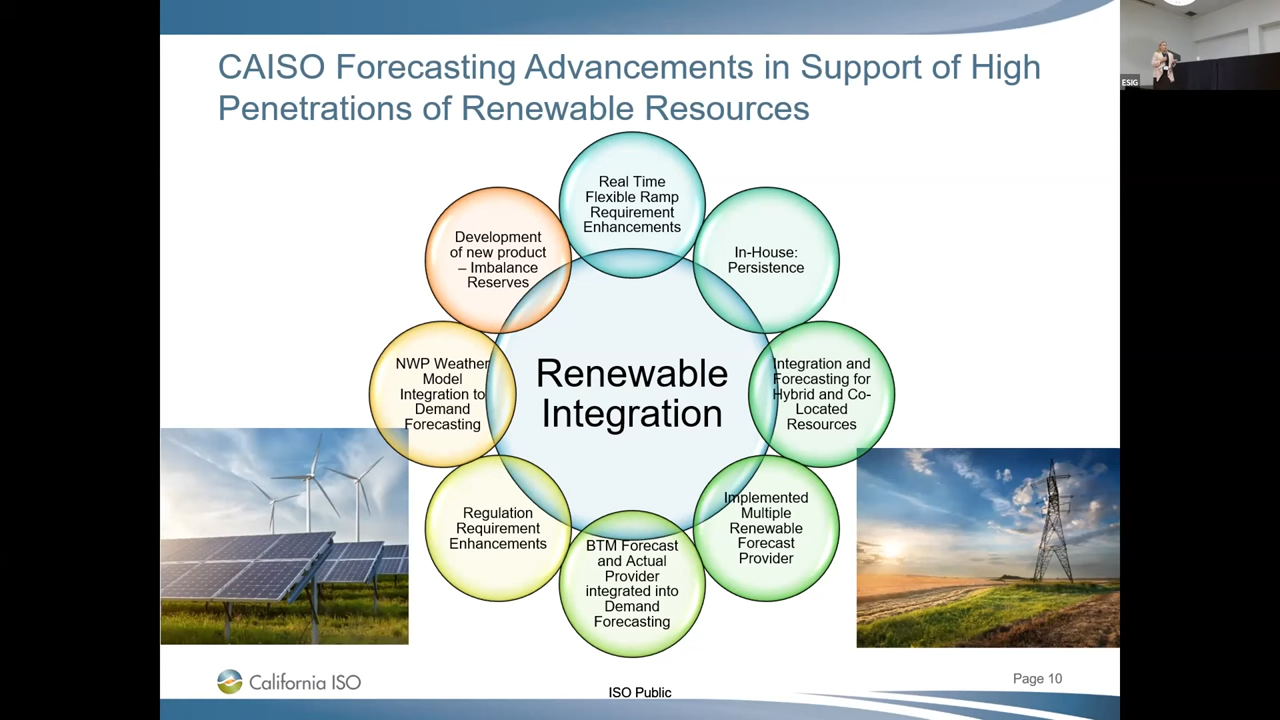 CAISO Forecasting Advancements in Support of High
Penetrations of Renewable Resources
ESIG
Real Time
Flexible Ramp
Requirement
Enhancements
In-House:
Persistence
Integration and
Forecasting for
Hybrid and Co-
Located
Resources
Implemented
Multiple
Renewable
Forecast
Provider
BTM Forecast
and Actual
Provider
integrated into
Demand
Forecasting
Regulation
Requirement
Enhancements
NWP Weather
Model
Integration to
Demand
Forecasting
Development
of new product
– Imbalance
Reserves
Renewable
Integration
California ISO
ISO Public
Page 10